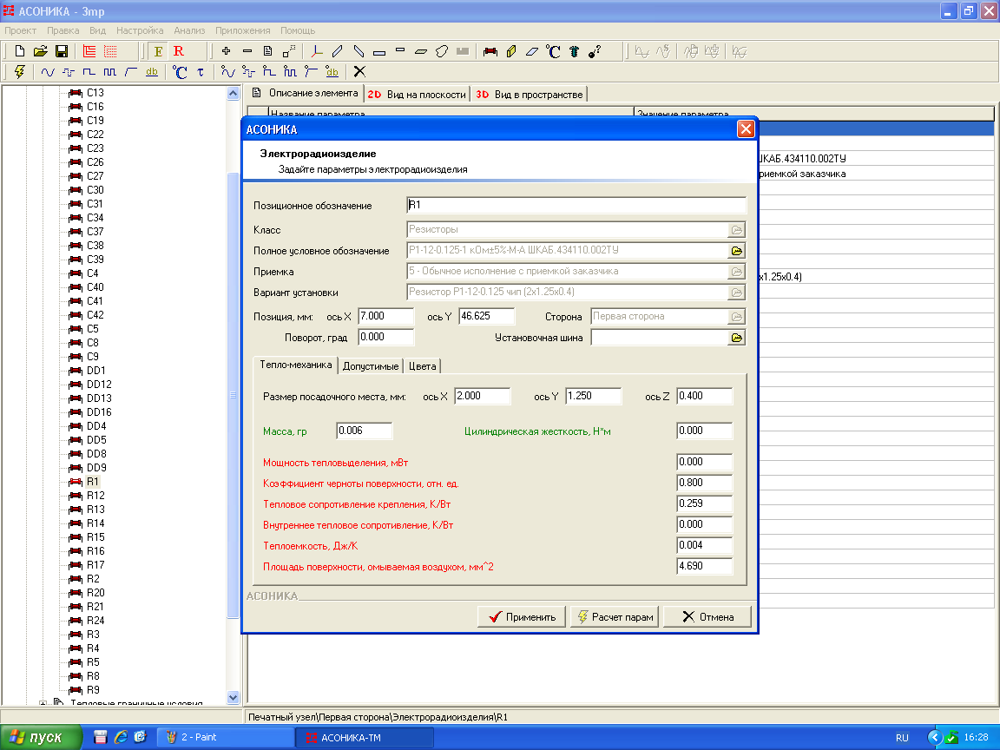 АСОНИКА - 3mp
Проект Правка Вид Настройка Анализ Приложения Помощь
E R
°C
db °C τ db
C13
C16
C19
C22
C23
C26
C27
C30
C31
C34
C37
C38
C39
C4
C40
C41
C42
C5
C8
C9
DD1
DD12
DD13
DD16
DD4
DD5
DD8
DD9
R1
R12
R13
R14
R15
R16
R17
R2
R20
R21
R24
R3
R4
R5
R8
R9
Тепловые граничные условия
Описание элемента 2D Вид на плоскости 3D Вид в пространстве
Название параметра Значение параметра
ШКАБ.434110.002ТУ
риемкой заказчика
x1.25x0.4)
АСОНИКА
Электрорадиоизделие
Задайте параметры электрорадиоизделия
Позиционное обозначение R1
Класс Резисторы
Полное условное обозначение Р1-12-0.125-1 кОм±5%-М-А ШКАБ.434110.002ТУ
Приемка 5 - Обычное исполнение с приемкой заказчика
Вариант установки Резистор Р1-12-0.125 чип (2x1.25x0.4)
Позиция, мм: ось X 7.000 ось Y 46.625 Сторона Первая сторона
Поворот, град 0.000 Установочная шина
Тепло-механика Допустимые Цвета
Размер посадочного места, мм: ось X 2.000 ось Y 1.250 ось Z 0.400
Масса, гр 0.006 Цилиндрическая жесткость, Н*м 0.000
Мощность тепловыделения, мВт 0.000
Коэффициент черноты поверхности, отн. ед. 0.800
Тепловое сопротивление крепления, К/Вт 0.259
Внутреннее тепловое сопротивление, К/Вт 0.000
Теплоемкость, Дж/К 0.004
Площадь поверхности, омываемая воздухом, мм^2 4.690
АСОНИКА
Применить Расчет парам Отмена
Печатный узел\Первая сторона\Электрорадиоизделия\R1
пуск 2 - Paint АСОНИКА-ТМ RU 16:28